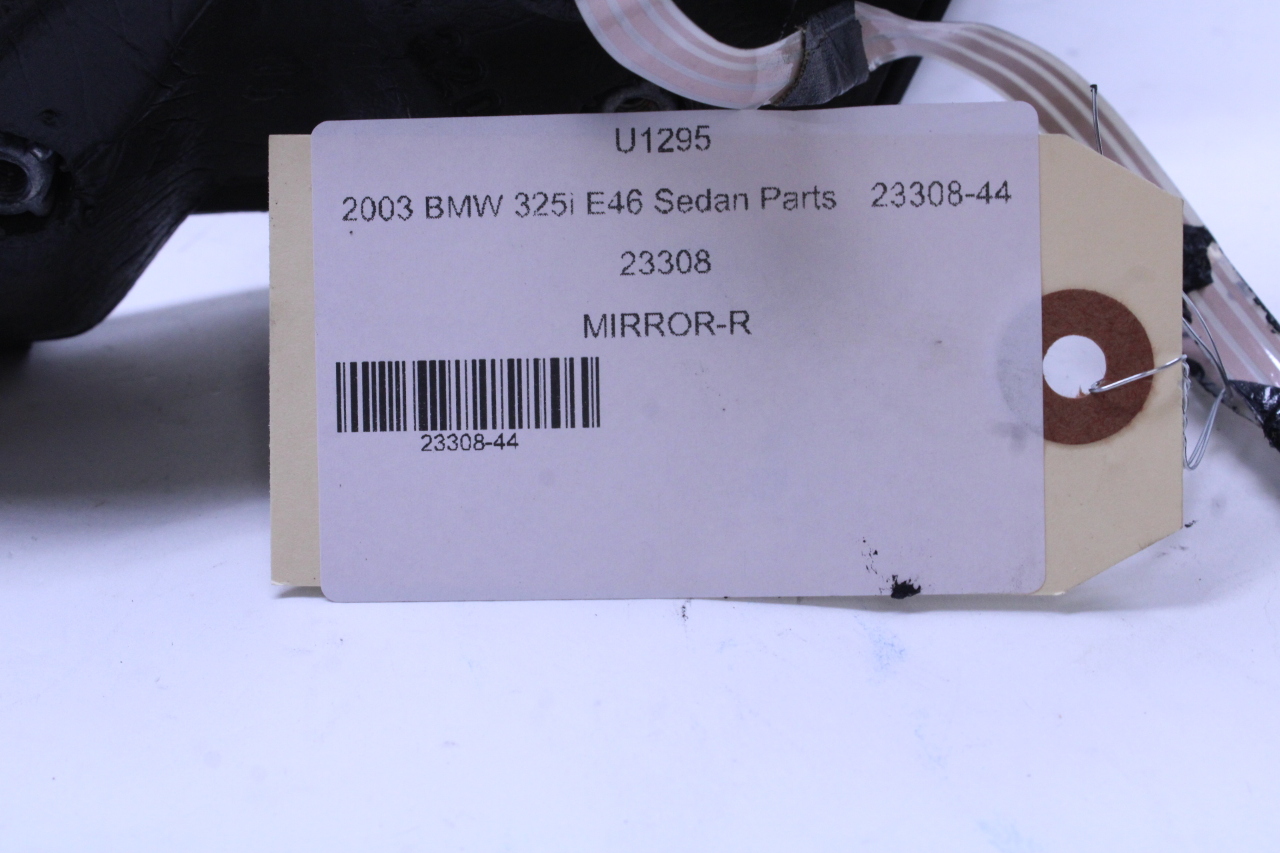 U1295
2003 BMW 325i E46 Sedan Parts 23308-44
23308
MIRROR-R
23308-44